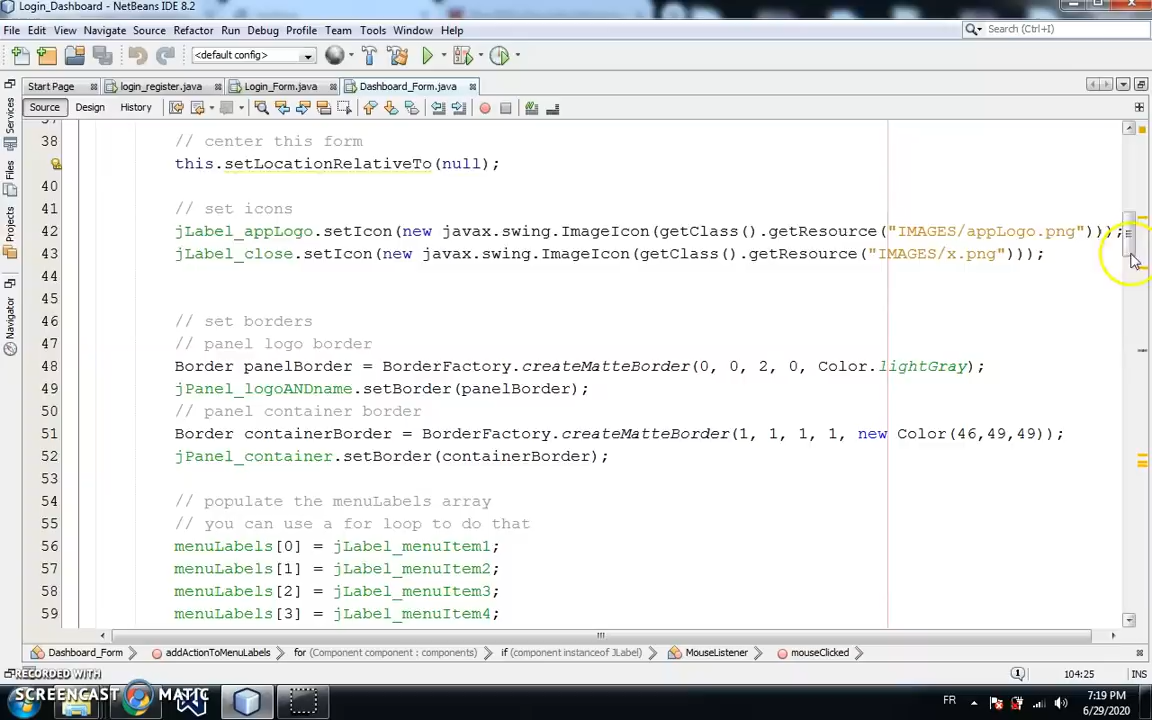 Login_Dashboard - NetBeans IDE 8.2
File Edit View Navigate Source Refactor Run Debug Profile Team Tools Window Help
Search (Ctrl+I)
<default config>
Start Page login_register.java Login_Form.java Dashboard_Form.java
Source Design History
Services
Files
Projects
Navigator
38 // center this form
this.setLocationRelativeTo(null);
40
41 // set icons
42 jLabel_appLogo.setIcon(new javax.swing.ImageIcon(getClass().getResource("IMAGES/appLogo.png")));
43 jLabel_close.setIcon(new javax.swing.ImageIcon(getClass().getResource("IMAGES/x.png")));
44
45
46 // set borders
47 // panel logo border
48 Border panelBorder = BorderFactory.createMatteBorder(0, 0, 2, 0, Color.lightGray);
49 jPanel_logoANDname.setBorder(panelBorder);
50 // panel container border
51 Border containerBorder = BorderFactory.createMatteBorder(1, 1, 1, 1, new Color(46,49,49));
52 jPanel_container.setBorder(containerBorder);
53
54 // populate the menuLabels array
55 // you can use a for loop to do that
56 menuLabels[0] = jLabel_menuItem1;
57 menuLabels[1] = jLabel_menuItem2;
58 menuLabels[2] = jLabel_menuItem3;
59 menuLabels[3] = jLabel_menuItem4;
Dashboard_Form addActionToMenuLabels for (Component component : components) if (component instanceof JLabel) MouseListener mouseClicked
104:25 INS
RECORDED WITH
SCREENCAST MATIC
FR
7:19 PM
6/29/2020